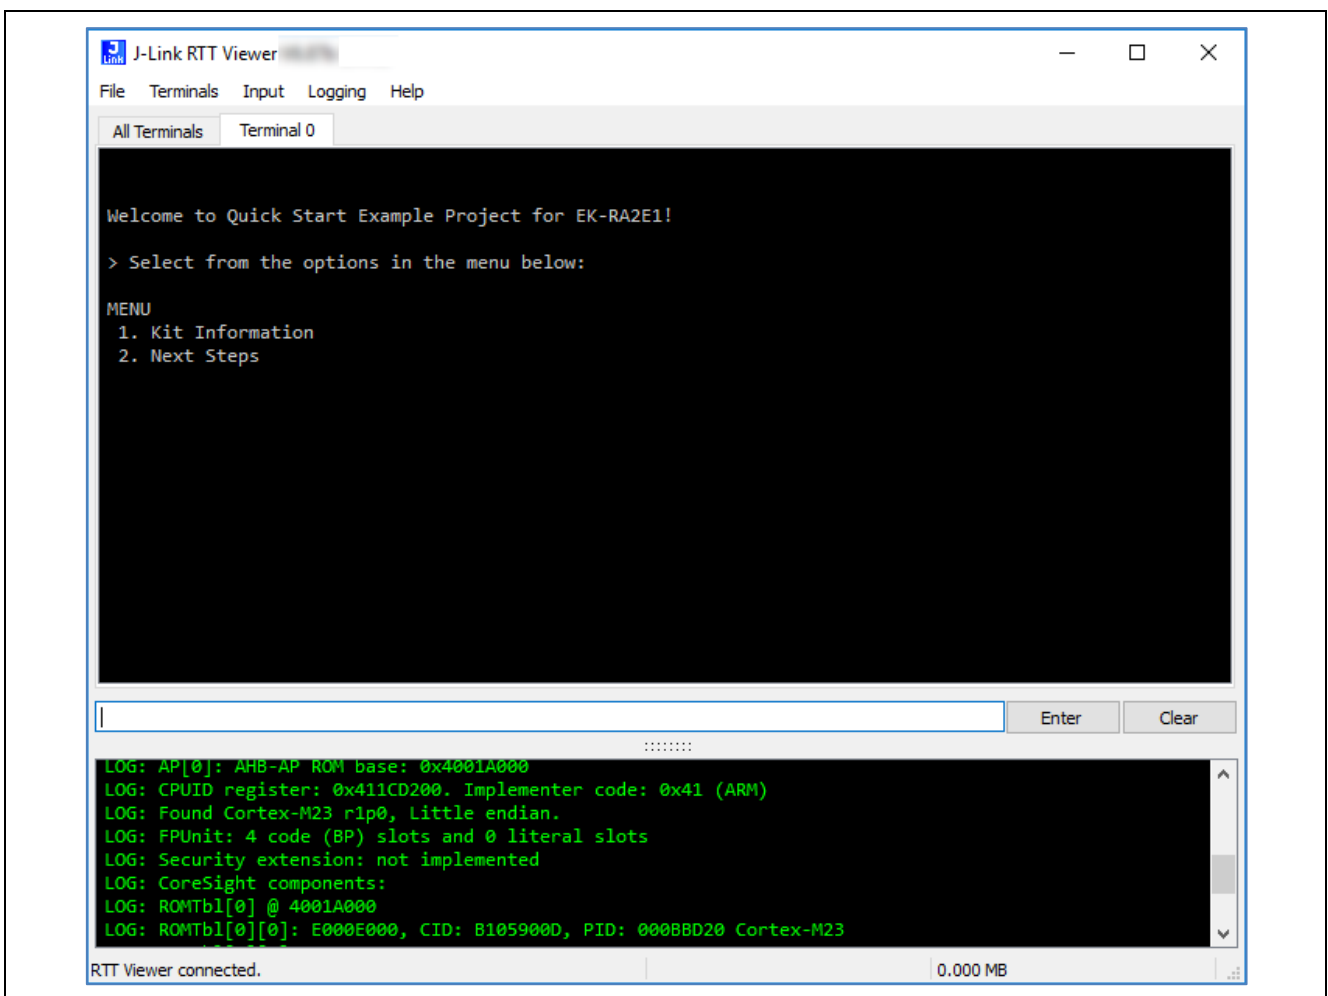 J-Link RTT Viewer
File Terminals Input Logging Help
All Terminals Terminal 0
Welcome to Quick Start Example Project for EK-RA2E1!
> Select from the options in the menu below:
MENU
1. Kit Information
2. Next Steps
Enter Clear
LOG: AP[0]: AHB-AP ROM base: 0x4001A000
LOG: CPUID register: 0x411CD200. Implementer code: 0x41 (ARM)
LOG: Found Cortex-M23 r1p0, Little endian.
LOG: FPUnit: 4 code (BP) slots and 0 literal slots
LOG: Security extension: not implemented
LOG: CoreSight components:
LOG: ROMTbl[0] @ 4001A000
LOG: ROMTbl[0][0]: E000E000, CID: B105900D, PID: 000BBD20 Cortex-M23
RTT Viewer connected. 0.000 MB